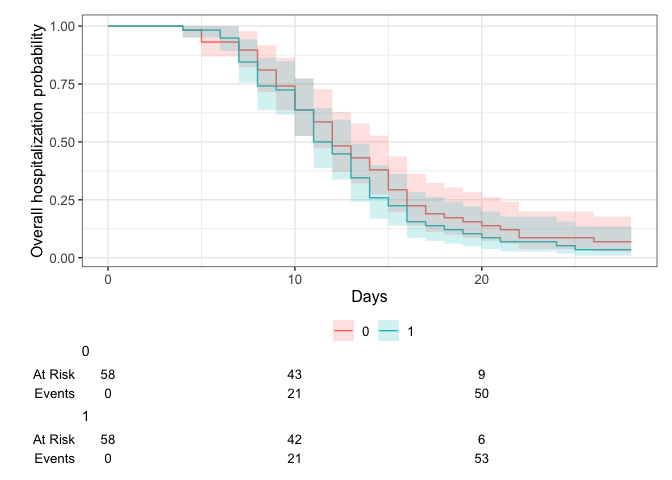 Overall hospitalization probability
1.00
0.75
0.50
0.25
0.00
0 10 20
Days
0 1
0
At Risk 58 43 9
Events 0 21 50
1
At Risk 58 42 6
Events 0 21 53